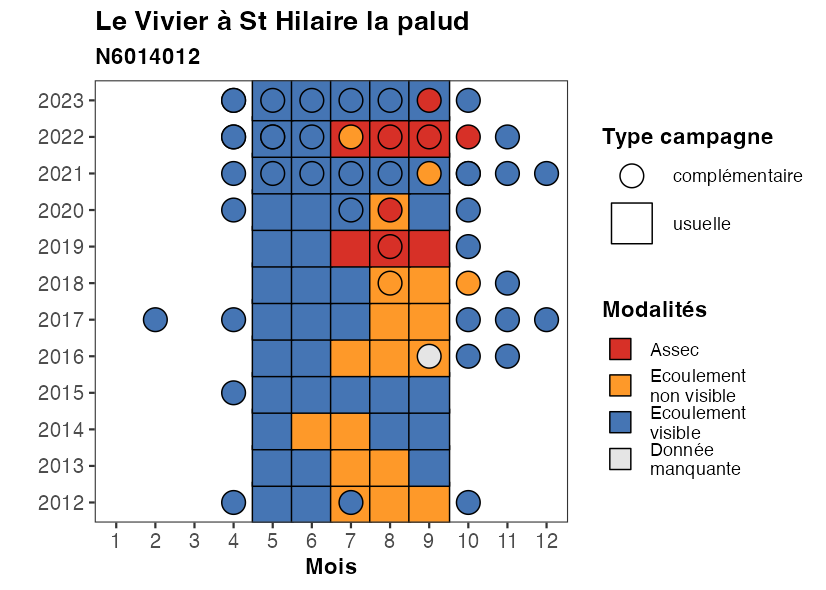 Le Vivier à St Hilaire la palud
N6014012
2023
2022
2021
2020
2019
2018
2017
2016
2015
2014
2013
2012
1 2 3 4 5 6 7 8 9 10 11 12
Mois
Type campagne
complémentaire
usuelle
Modalités
Assec
Ecoulement
non visible
Ecoulement
visible
Donnée
manquante